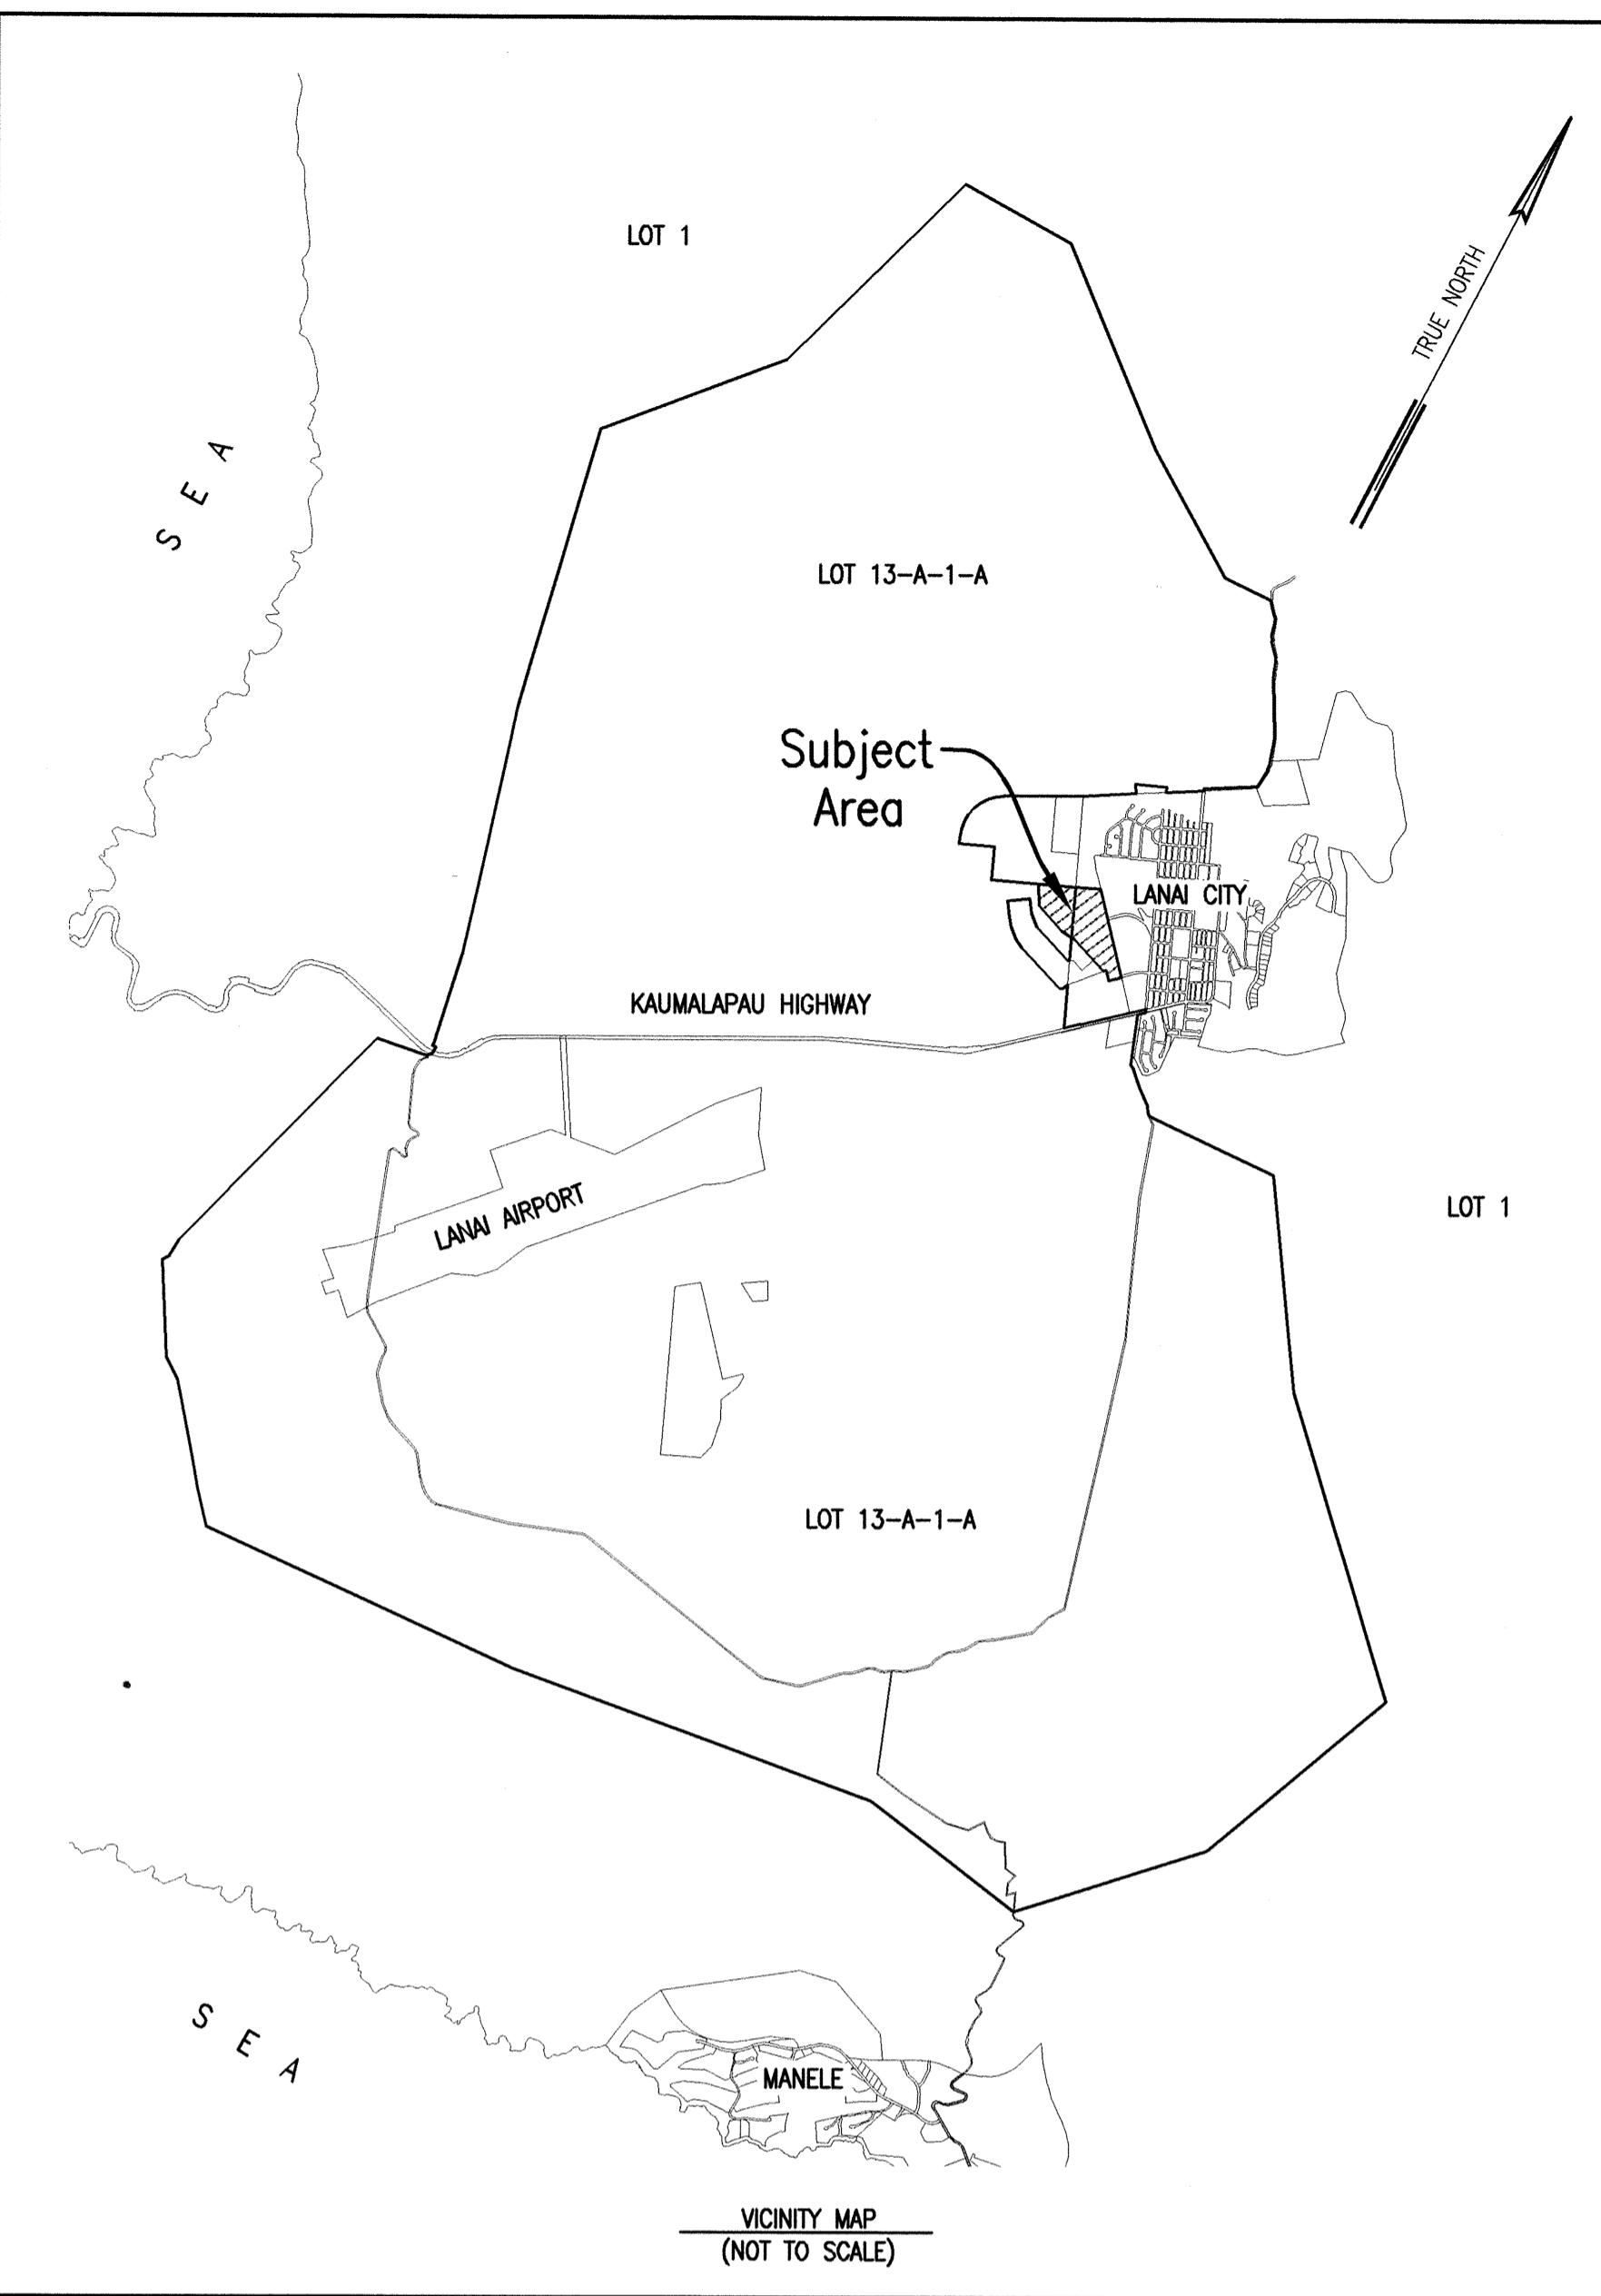 LOT 1
TRUE NORTH
SEA
LOT 13-A-1-A
Subject
Area
LANAI CITY
KAUMALAPAU HIGHWAY
LANAI AIRPORT
LOT 1
LOT 13-A-1-A
SEA
MANELE
VICINITY MAP
(NOT TO SCALE)